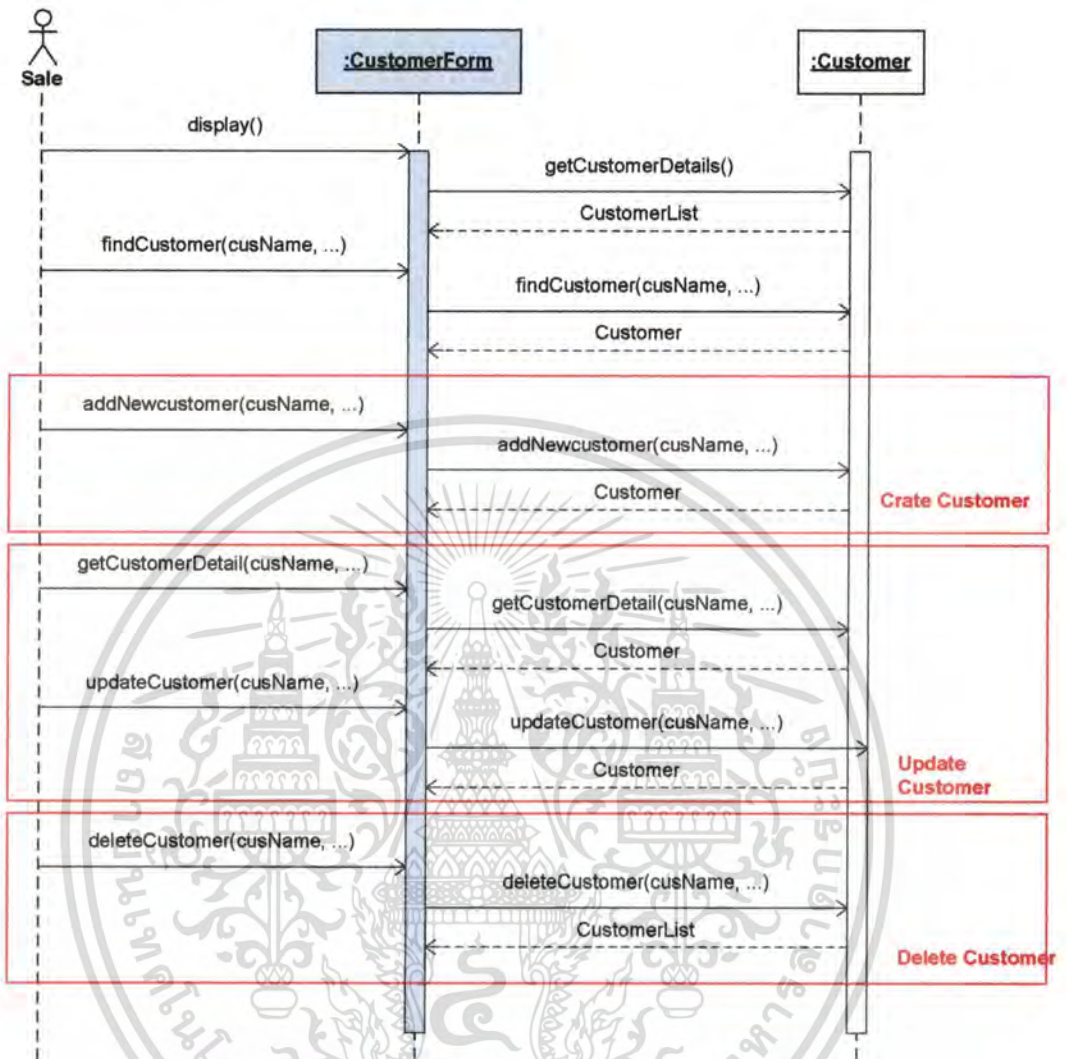 Sale
:CustomerForm
:Customer
display()
getCustomerDetails()
CustomerList
findCustomer(cusName, ...)
findCustomer(cusName, ...)
Customer
addNewcustomer(cusName, ...)
addNewcustomer(cusName, ...)
Customer
Crate Customer
getCustomerDetail(cusName, ...)
getCustomerDetail(cusName, ...)
Customer
updateCustomer(cusName, ...)
updateCustomer(cusName, ...)
Customer
Update
Customer
deleteCustomer(cusName, ...)
deleteCustomer(cusName, ...)
CustomerList
Delete Customer